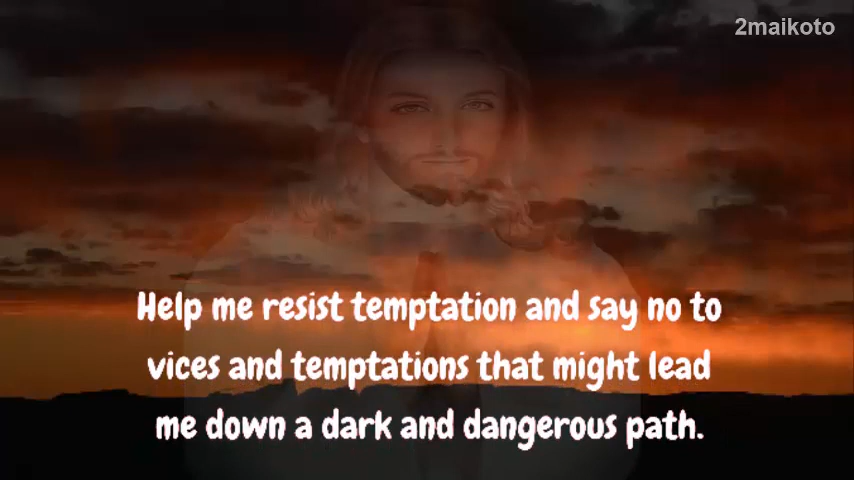 2maikoto
Help me resist temptation and say no to
vices and temptations that might lead
me down a dark and dangerous path.